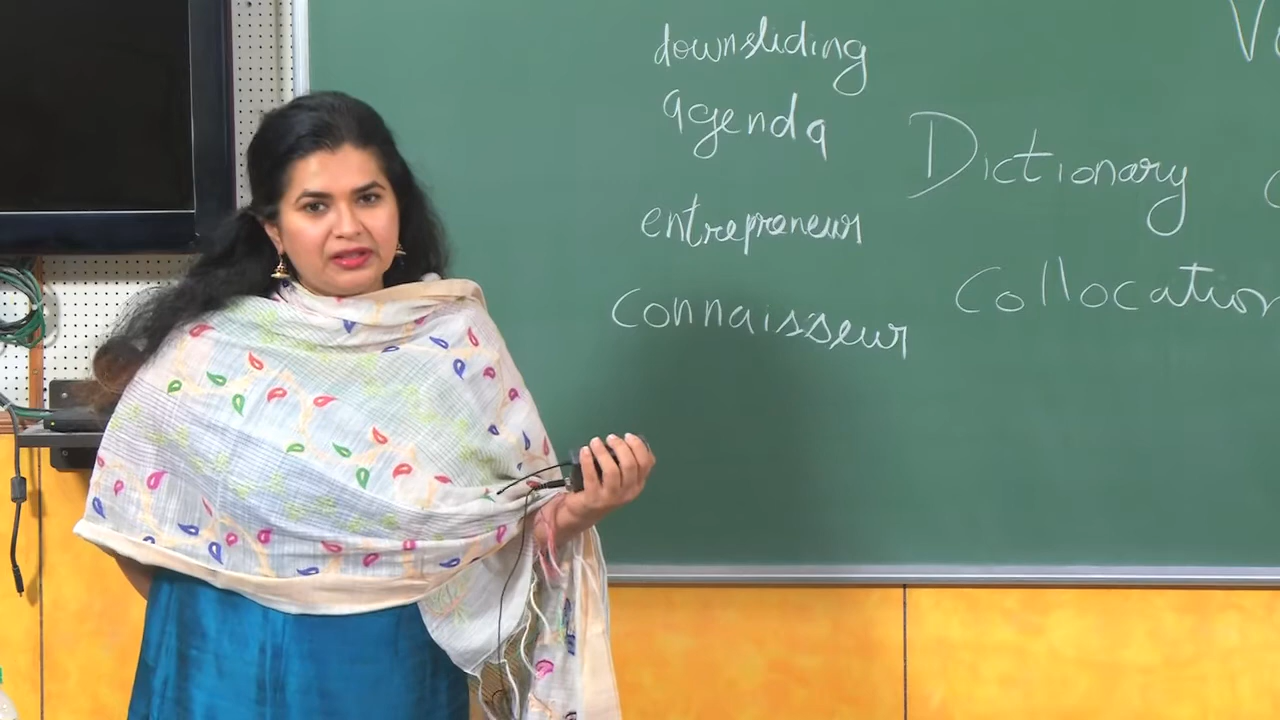 downsliding
agenda
entrepreneur
connaisseur
Dictionary
Collocation